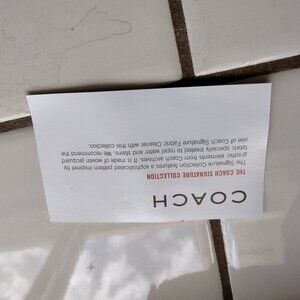 COACH
THE COACH SIGNATURE COLLECTION
The Signature Collection features a sophisticated pattern inspired by
graphic elements from Coach archives. It is made of woven jacquard
fabric specially treated to repel water and stains. We recommend the
use of Coach Signature Fabric Cleaner with this collection.